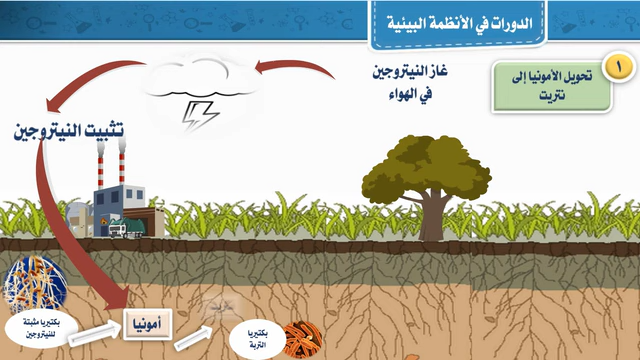 الدورات في الأنظمة البيئية
١
تحويل الأمونيا إلى
نتريت
غاز النيتروجين
في الهواء
تثبيت النيتروجين
بكتيريا مثبتة
للنيتروجين
أمونيا
بكتيريا
التربة